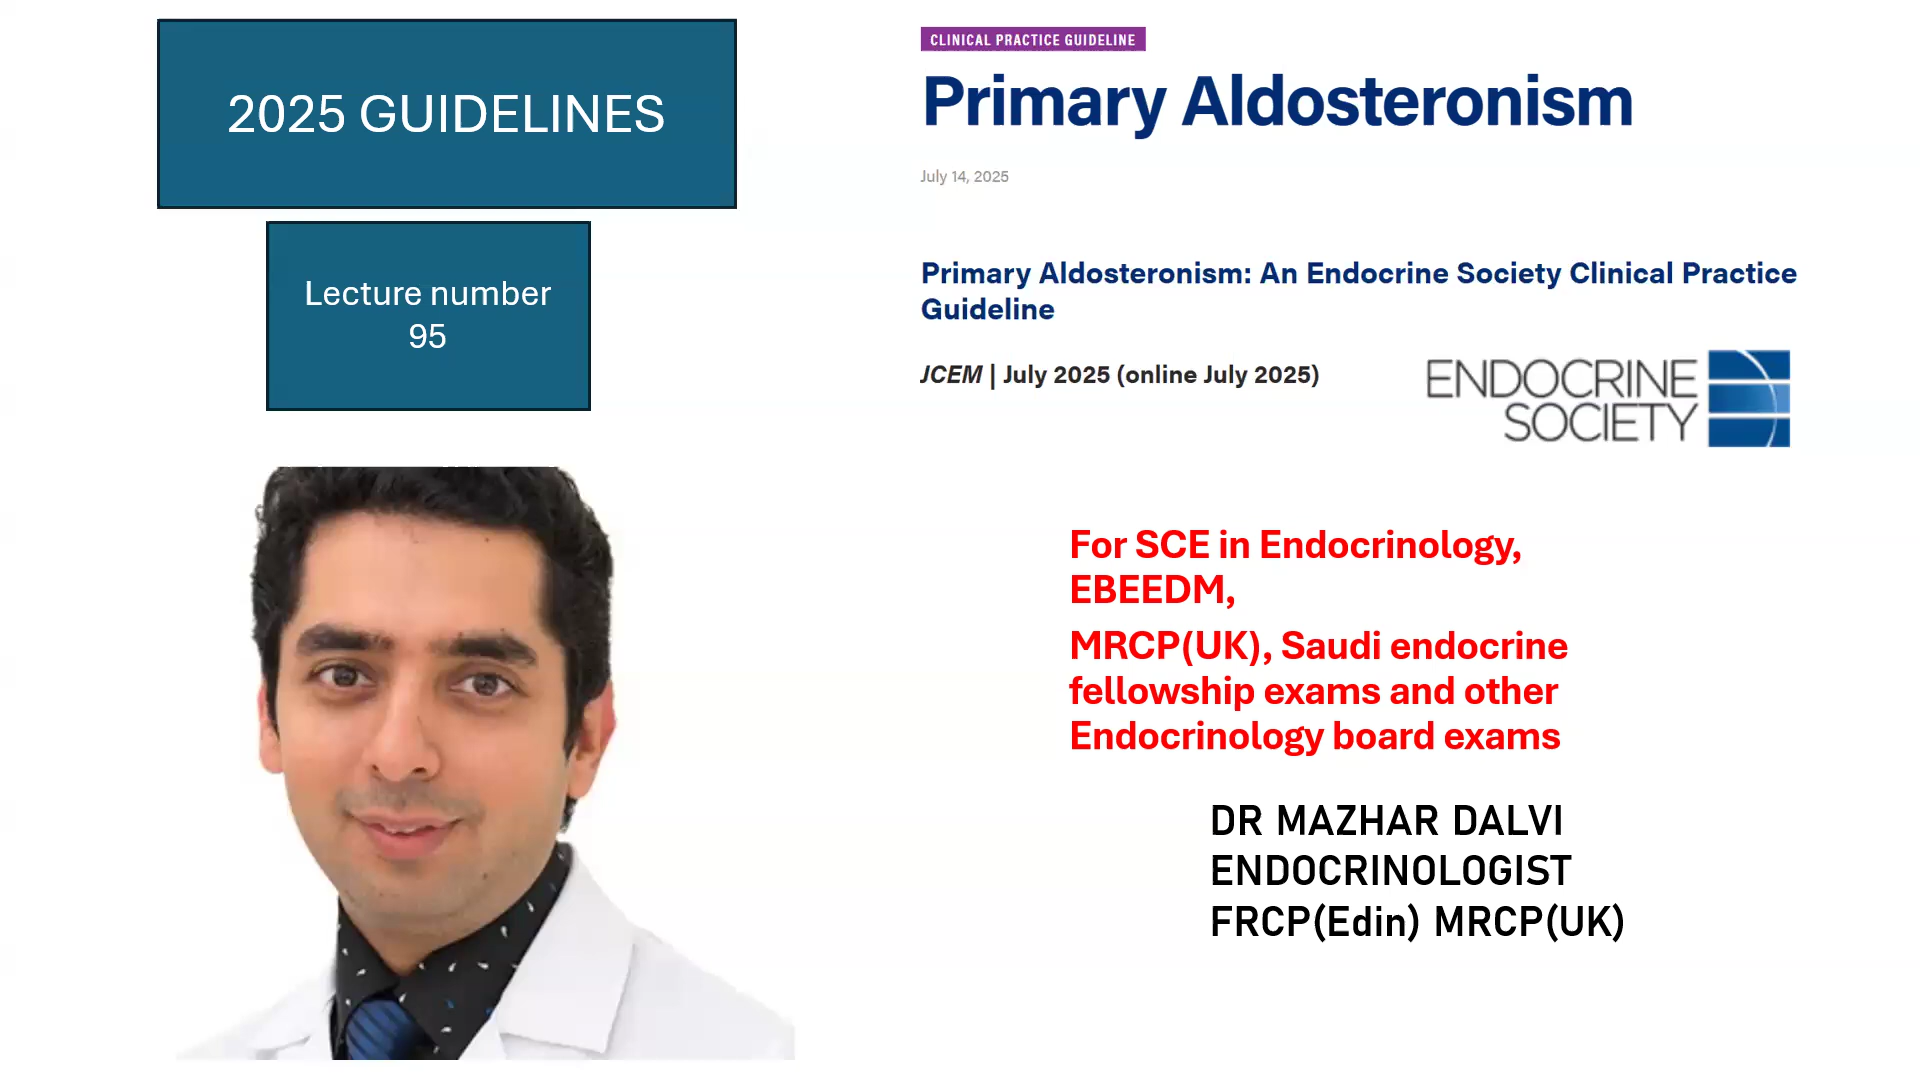 2025 GUIDELINES
Lecture number
95
CLINICAL PRACTICE GUIDELINE
Primary Aldosteronism
July 14, 2025
Primary Aldosteronism: An Endocrine Society Clinical Practice
Guideline
JCEM | July 2025 (online July 2025)
ENDOCRINE
SOCIETY
For SCE in Endocrinology,
EBEEDM,
MRCP(UK), Saudi endocrine
fellowship exams and other
Endocrinology board exams
DR MAZHAR DALVI
ENDOCRINOLOGIST
FRCP(Edin) MRCP(UK)